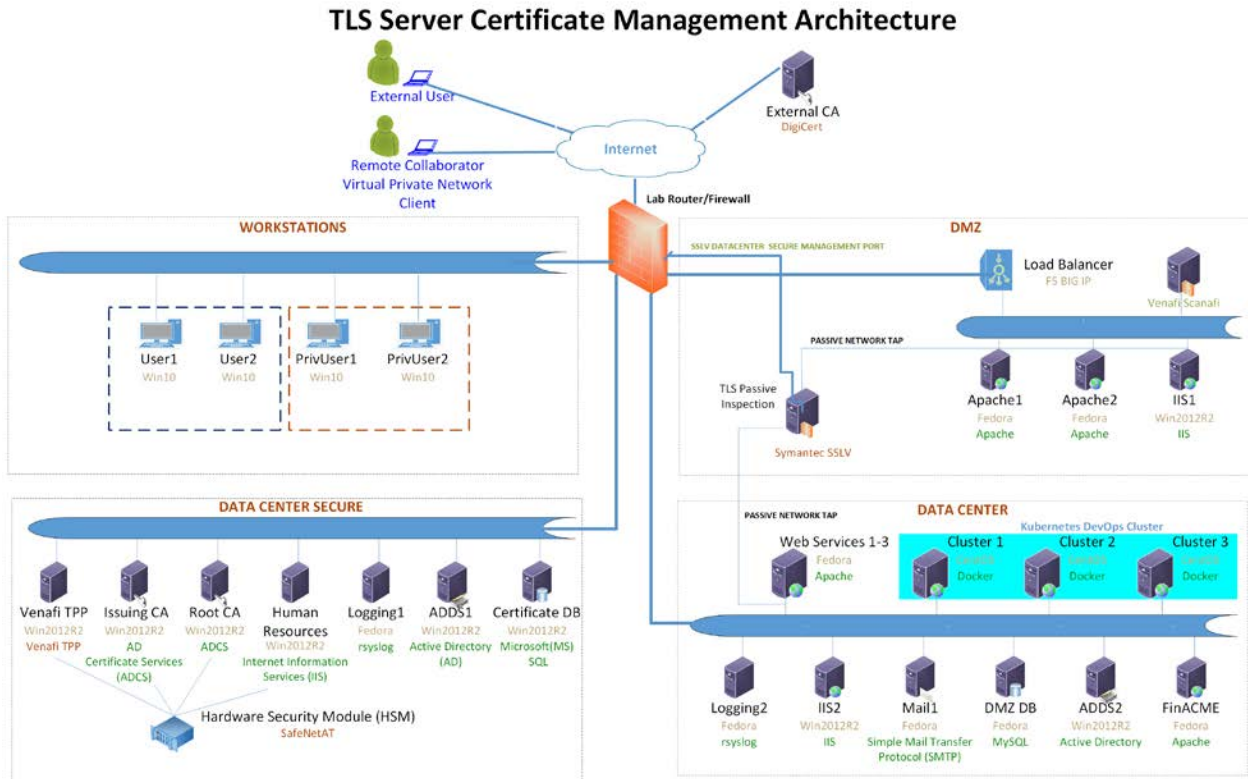 TLS Server Certificate Management Architecture
External User
Remote Collaborator
Virtual Private Network
Client
Internet
External CA
DigiCert
Lab Router/Firewall
WORKSTATIONS
User1
Win10
User2
Win10
PrivUser1
Win10
PrivUser2
Win10
DMZ
SSLV DATACENTER SECURE MANAGEMENT PORT
Load Balancer
F5 BIG IP
Venafi Scanafi
PASSIVE NETWORK TAP
TLS Passive
Inspection
Symantec SSLV
Apache1
Fedora
Apache
Apache2
Fedora
Apache
IIS1
Win2012R2
IIS
DATA CENTER SECURE
Venafi TPP
Win2012R2
Venafi TPP
Issuing CA
Win2012R2
AD
Certificate Services
(ADCS)
Root CA
Win2012R2
ADCS
Human
Resources
Win2012R2
Internet Information
Services (IIS)
Logging1
Fedora
rsyslog
ADDS1
Win2012R2
Active Directory
(AD)
Certificate DB
Win2012R2
Microsoft(MS)
SQL
Hardware Security Module (HSM)
SafeNetAT
PASSIVE NETWORK TAP
DATA CENTER
Kubernetes DevOps Cluster
Web Services 1-3
Fedora
Apache
Cluster 1
Docker
Cluster 2
Docker
Cluster 3
Docker
Logging2
Fedora
rsyslog
IIS2
Win2012R2
IIS
Mail1
Fedora
Simple Mail Transfer
Protocol (SMTP)
DMZ DB
Fedora
MySQL
ADDS2
Win2012R2
Active Directory
FinACME
Fedora
Apache